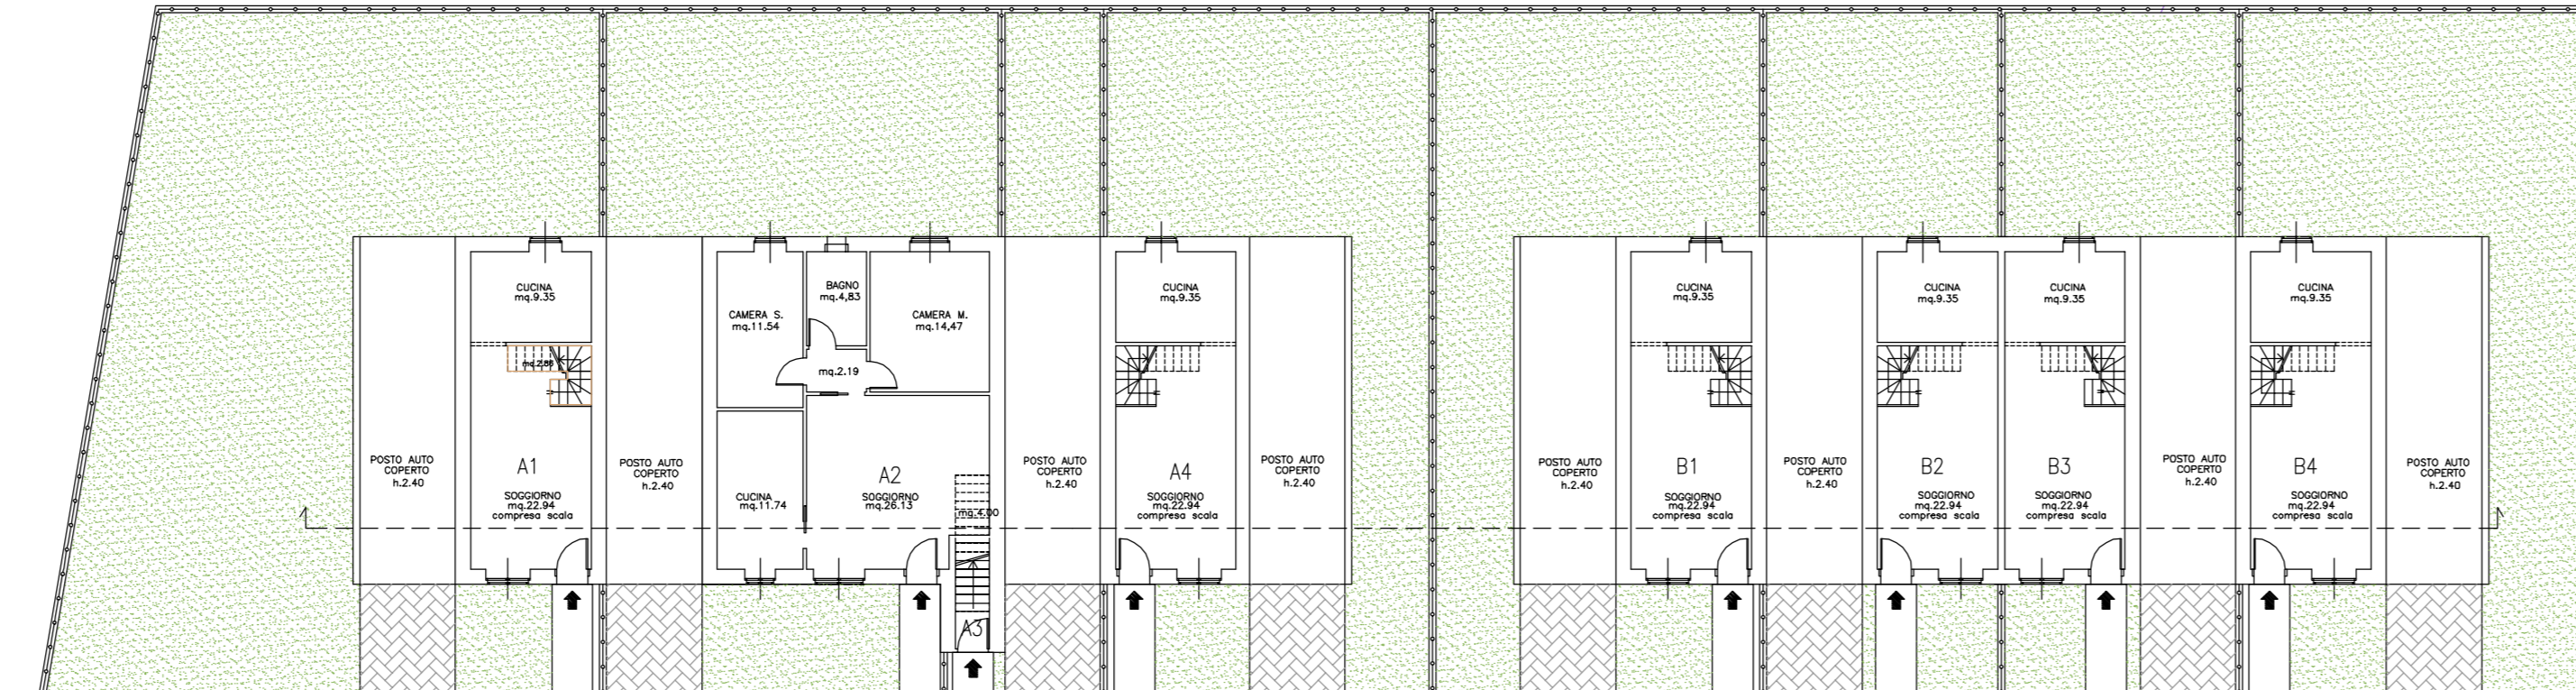 CUCINA
mq.9.35
mq.2.86
POSTO AUTO
COPERTO
h.2.40
A1
SOGGIORNO
mq.22.94
compresa scala
POSTO AUTO
COPERTO
h.2.40
CAMERA S.
mq.11.54
BAGNO
mq.4,83
CAMERA M.
mq.14,47
mq.2.19
CUCINA
mq.11.74
A2
SOGGIORNO
mq.26.13
mq.4.00
A3
POSTO AUTO
COPERTO
h.2.40
CUCINA
mq.9.35
A4
SOGGIORNO
mq.22.94
compresa scala
POSTO AUTO
COPERTO
h.2.40
POSTO AUTO
COPERTO
h.2.40
CUCINA
mq.9.35
B1
SOGGIORNO
mq.22.94
compresa scala
POSTO AUTO
COPERTO
h.2.40
CUCINA
mq.9.35
B2
SOGGIORNO
mq.22.94
compresa scala
CUCINA
mq.9.35
B3
SOGGIORNO
mq.22.94
compresa scala
POSTO AUTO
COPERTO
h.2.40
CUCINA
mq.9.35
B4
SOGGIORNO
mq.22.94
compresa scala
POSTO AUTO
COPERTO
h.2.40